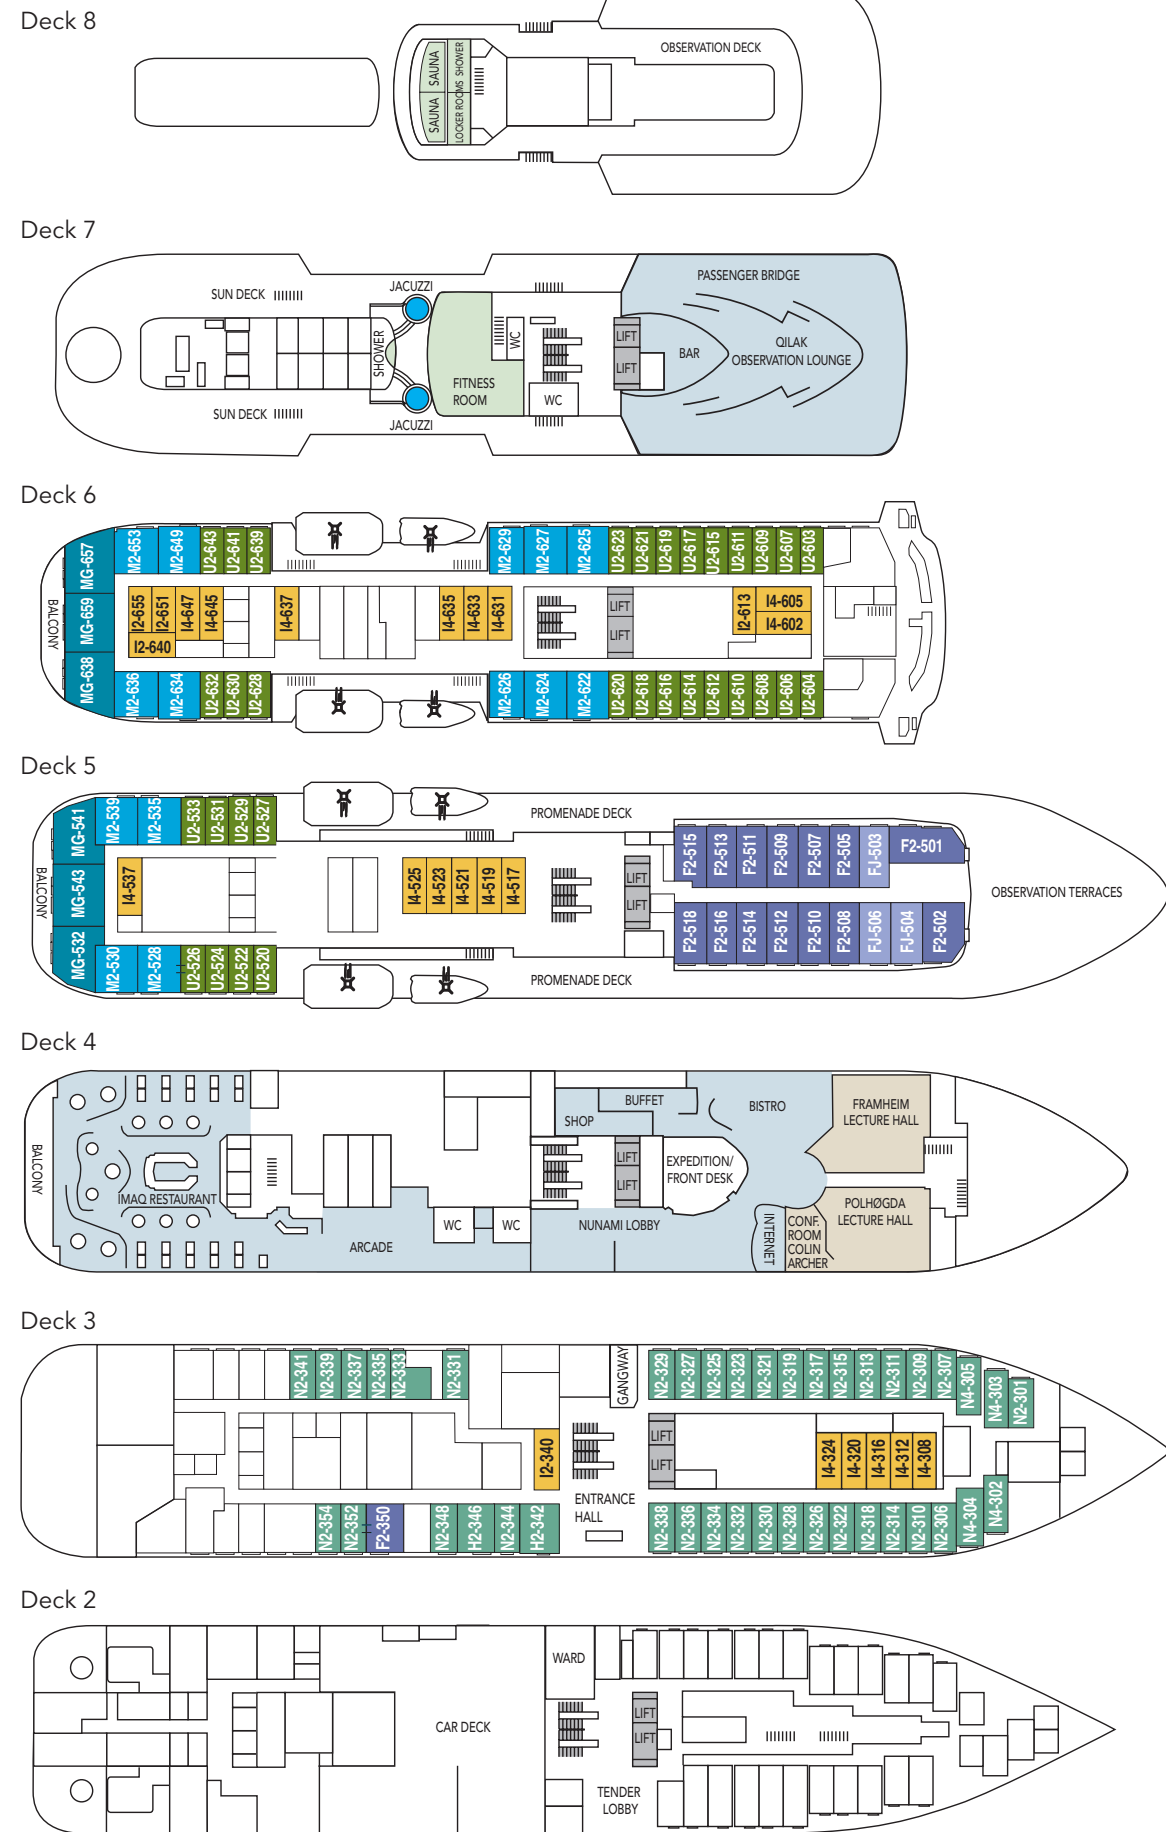 Deck 8
SAUNA
SAUNA
SHOWER
LOCKER ROOMS
OBSERVATION DECK
Deck 7
SUN DECK
JACUZZI
SHOWER
SUN DECK
JACUZZI
FITNESS
ROOM
WC
WC
LIFT
LIFT
BAR
PASSENGER BRIDGE
QILAK
OBSERVATION LOUNGE
Deck 6
BALCONY
MG-657
MG-659
MG-638
M2-653
M2-649
U2-643
U2-641
U2-639
M2-629
M2-627
M2-625
U2-623
U2-621
U2-619
U2-617
U2-615
U2-611
U2-609
U2-607
U2-603
I2-655
I2-651
I4-647
I4-645
I2-640
I4-637
I4-635
I4-633
I4-631
LIFT
LIFT
I2-613
I4-605
I4-602
M2-636
M2-634
U2-632
U2-630
U2-628
M2-626
M2-624
M2-622
U2-620
U2-618
U2-616
U2-614
U2-612
U2-610
U2-608
U2-606
U2-604
Deck 5
BALCONY
MG-541
MG-543
MG-532
M2-539
M2-535
U2-533
U2-531
U2-529
U2-527
PROMENADE DECK
I4-537
I4-525
I4-523
I4-521
I4-519
I4-517
LIFT
LIFT
F2-515
F2-513
F2-511
F2-509
F2-507
F2-505
FJ-503
F2-501
F2-518
F2-516
F2-514
F2-512
F2-510
F2-508
FJ-506
FJ-504
F2-502
OBSERVATION TERRACES
M2-530
M2-528
U2-526
U2-524
U2-522
U2-520
PROMENADE DECK
Deck 4
BALCONY
IMAQ RESTAURANT
ARCADE
WC
WC
SHOP
BUFFET
BISTRO
LIFT
LIFT
EXPEDITION/
FRONT DESK
NUNAMI LOBBY
INTERNET
CONF.
ROOM
COLIN
ARCHER
FRAMHEIM
LECTURE HALL
POLHØGDA
LECTURE HALL
Deck 3
N2-341
N2-339
N2-337
N2-335
N2-333
N2-331
GANGWAY
N2-329
N2-327
N2-325
N2-323
N2-321
N2-319
N2-317
N2-315
N2-313
N2-311
N2-309
N2-307
N4-305
N4-303
N2-301
I2-340
LIFT
LIFT
I4-324
I4-320
I4-316
I4-312
I4-308
ENTRANCE
HALL
N2-354
N2-352
F2-350
N2-348
H2-346
N2-344
H2-342
N2-338
N2-336
N2-334
N2-332
N2-330
N2-328
N2-326
N2-322
N2-318
N2-314
N2-310
N2-306
N4-304
N4-302
Deck 2
CAR DECK
WARD
LIFT
LIFT
TENDER
LOBBY